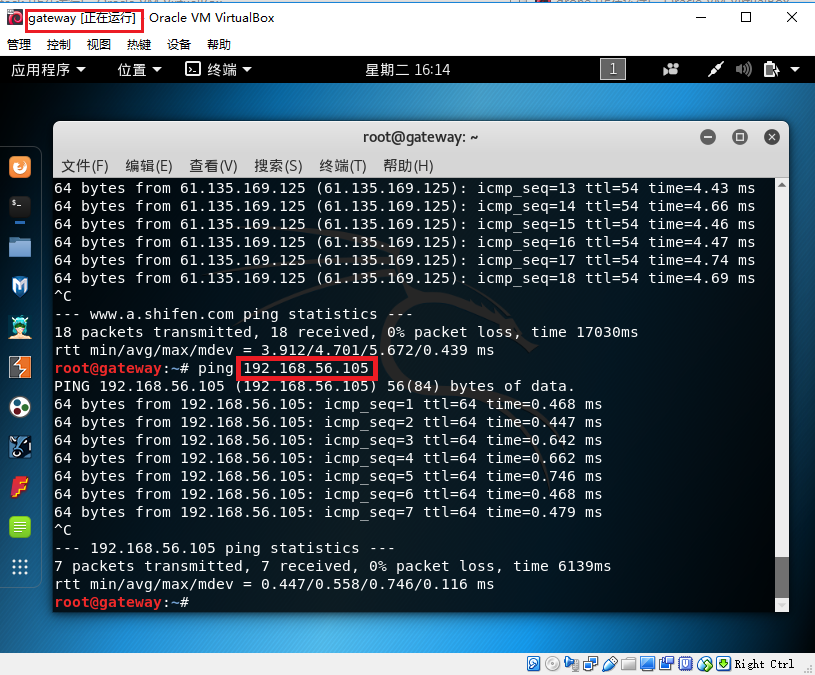 gateway [正在运行] Oracle VM VirtualBox
管理 控制 视图 热键 设备 帮助
应用程序 位置 终端 星期二 16:14 1
root@gateway: ~
文件(F) 编辑(E) 查看(V) 搜索(S) 终端(T) 帮助(H)
64 bytes from 61.135.169.125 (61.135.169.125): icmp_seq=13 ttl=54 time=4.43 ms
64 bytes from 61.135.169.125 (61.135.169.125): icmp_seq=14 ttl=54 time=4.66 ms
64 bytes from 61.135.169.125 (61.135.169.125): icmp_seq=15 ttl=54 time=4.46 ms
64 bytes from 61.135.169.125 (61.135.169.125): icmp_seq=16 ttl=54 time=4.47 ms
64 bytes from 61.135.169.125 (61.135.169.125): icmp_seq=17 ttl=54 time=4.74 ms
64 bytes from 61.135.169.125 (61.135.169.125): icmp_seq=18 ttl=54 time=4.69 ms
^C
--- www.a.shifen.com ping statistics ---
18 packets transmitted, 18 received, 0% packet loss, time 17030ms
rtt min/avg/max/mdev = 3.912/4.701/5.672/0.439 ms
root@gateway:~# ping 192.168.56.105
PING 192.168.56.105 (192.168.56.105) 56(84) bytes of data.
64 bytes from 192.168.56.105: icmp_seq=1 ttl=64 time=0.468 ms
64 bytes from 192.168.56.105: icmp_seq=2 ttl=64 time=0.447 ms
64 bytes from 192.168.56.105: icmp_seq=3 ttl=64 time=0.642 ms
64 bytes from 192.168.56.105: icmp_seq=4 ttl=64 time=0.662 ms
64 bytes from 192.168.56.105: icmp_seq=5 ttl=64 time=0.746 ms
64 bytes from 192.168.56.105: icmp_seq=6 ttl=64 time=0.468 ms
64 bytes from 192.168.56.105: icmp_seq=7 ttl=64 time=0.479 ms
^C
--- 192.168.56.105 ping statistics ---
7 packets transmitted, 7 received, 0% packet loss, time 6139ms
rtt min/avg/max/mdev = 0.447/0.558/0.746/0.116 ms
root@gateway:~#
Right Ctrl